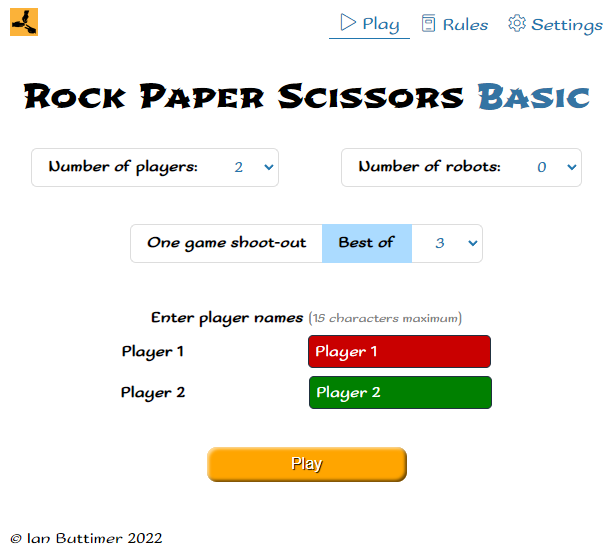 Play Rules Settings
Rock Paper Scissors Basic
Number of players: 2 Number of robots: 0
One game shoot-out Best of 3
Enter player names (15 characters maximum)
Player 1 Player 1
Player 2 Player 2
Play
© Ian Buttimer 2022